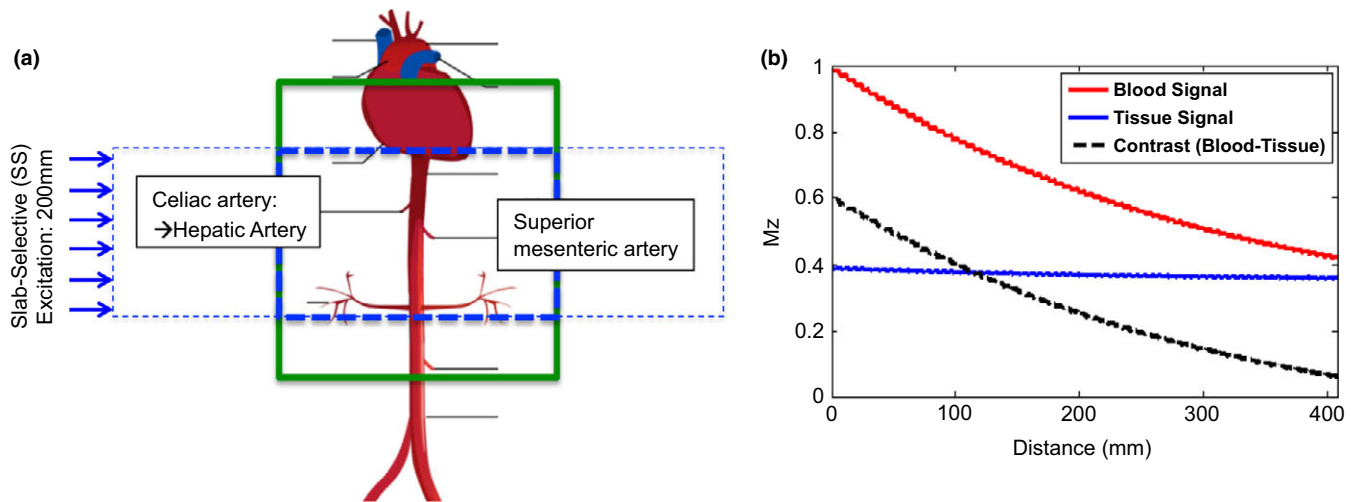 (a)
Slab-Selective (SS)
Excitation: 200mm
Celiac artery:
→Hepatic Artery
Superior
mesenteric artery
(b)
1
0.8
0.6
0.4
0.2
0
Mz
Blood Signal
Tissue Signal
Contrast (Blood-Tissue)
0
100
200
300
400
Distance (mm)